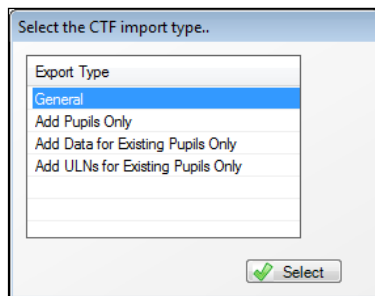 Select the CTF import type..
Export Type
General
Add Pupils Only
Add Data for Existing Pupils Only
Add ULNs for Existing Pupils Only
Select